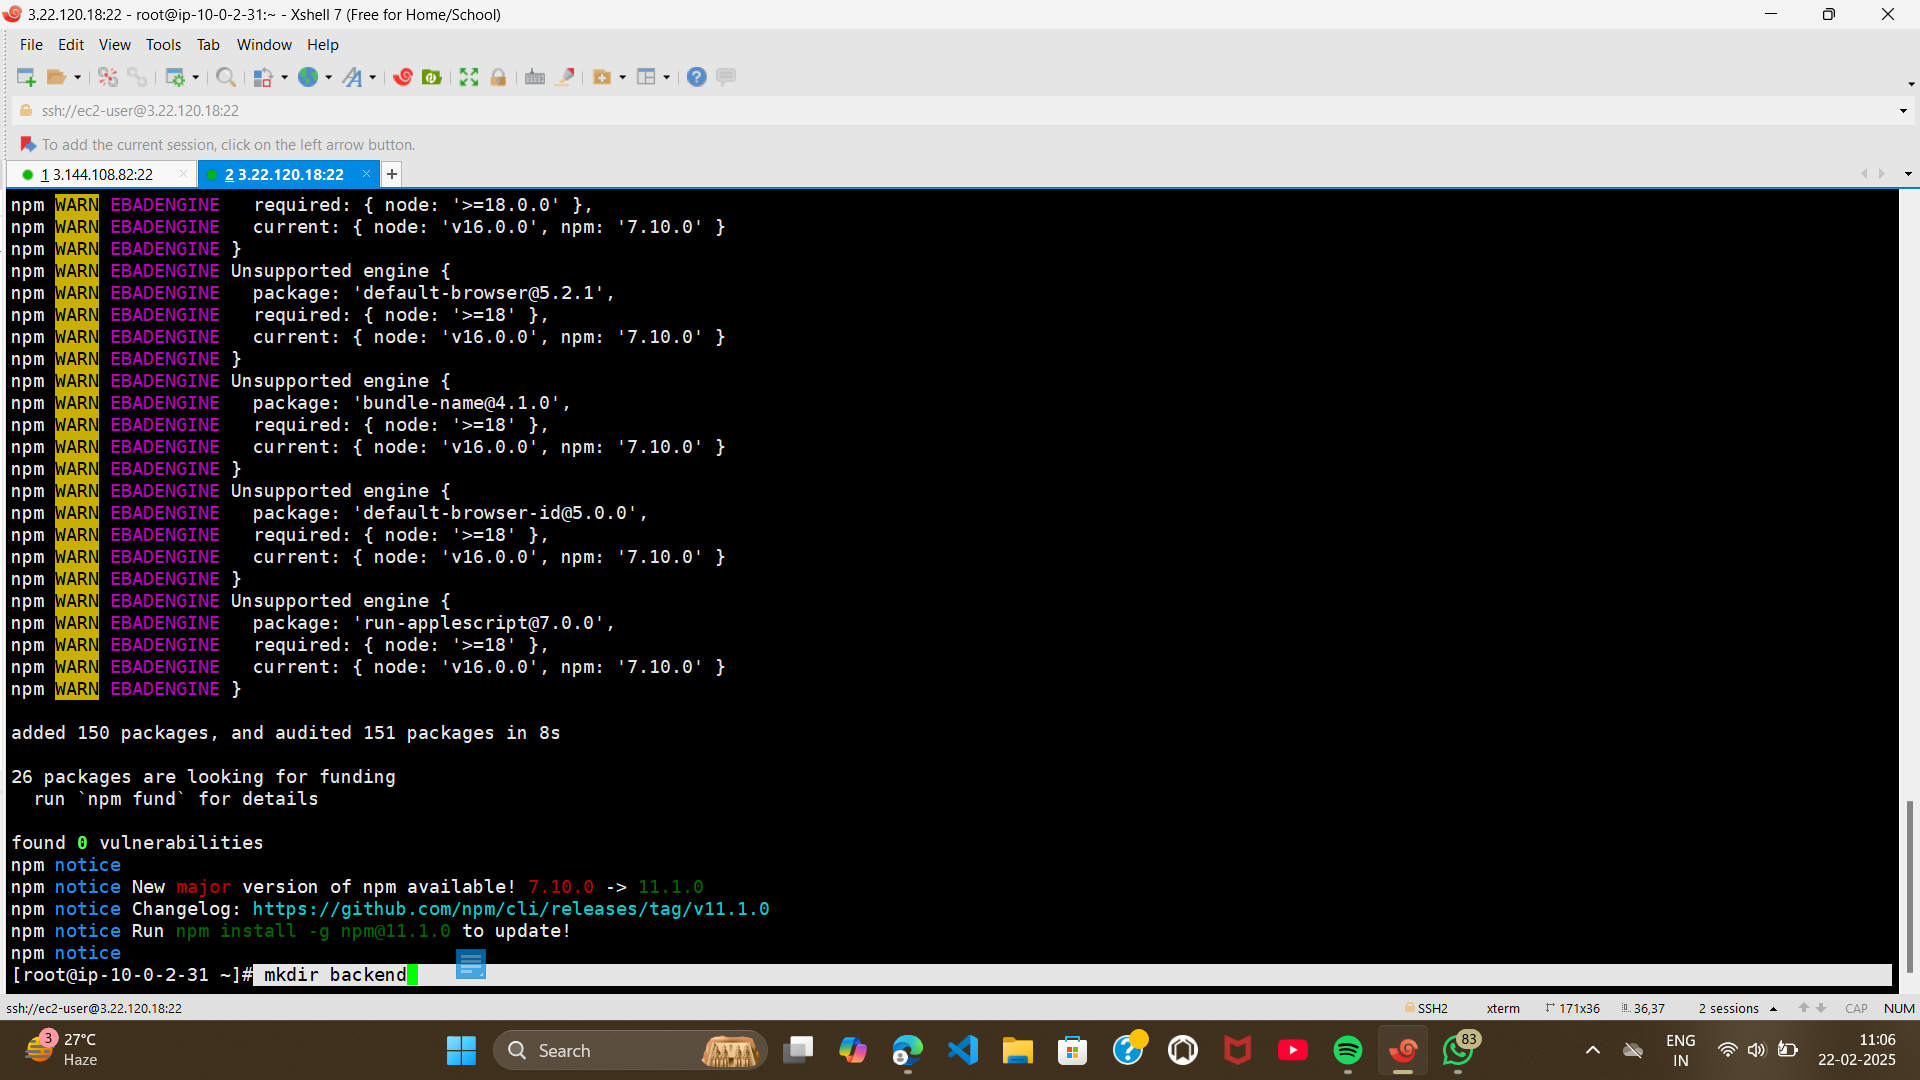 3.22.120.18:22 - root@ip-10-0-2-31:~ - Xshell 7 (Free for Home/School)
File Edit View Tools Tab Window Help
ssh://ec2-user@3.22.120.18:22
To add the current session, click on the left arrow button.
1 3.144.108.82:22 2 3.22.120.18:22
npm WARN EBADENGINE   required: { node: '>=18.0.0' },
npm WARN EBADENGINE   current: { node: 'v16.0.0', npm: '7.10.0' }
npm WARN EBADENGINE }
npm WARN EBADENGINE Unsupported engine {
npm WARN EBADENGINE   package: 'default-browser@5.2.1',
npm WARN EBADENGINE   required: { node: '>=18' },
npm WARN EBADENGINE   current: { node: 'v16.0.0', npm: '7.10.0' }
npm WARN EBADENGINE }
npm WARN EBADENGINE Unsupported engine {
npm WARN EBADENGINE   package: 'bundle-name@4.1.0',
npm WARN EBADENGINE   required: { node: '>=18' },
npm WARN EBADENGINE   current: { node: 'v16.0.0', npm: '7.10.0' }
npm WARN EBADENGINE }
npm WARN EBADENGINE Unsupported engine {
npm WARN EBADENGINE   package: 'default-browser-id@5.0.0',
npm WARN EBADENGINE   required: { node: '>=18' },
npm WARN EBADENGINE   current: { node: 'v16.0.0', npm: '7.10.0' }
npm WARN EBADENGINE }
npm WARN EBADENGINE Unsupported engine {
npm WARN EBADENGINE   package: 'run-applescript@7.0.0',
npm WARN EBADENGINE   required: { node: '>=18' },
npm WARN EBADENGINE   current: { node: 'v16.0.0', npm: '7.10.0' }
npm WARN EBADENGINE }
added 150 packages, and audited 151 packages in 8s
26 packages are looking for funding
  run `npm fund` for details
found 0 vulnerabilities
npm notice
npm notice New major version of npm available! 7.10.0 -> 11.1.0
npm notice Changelog: https://github.com/npm/cli/releases/tag/v11.1.0
npm notice Run npm install -g npm@11.1.0 to update!
npm notice
[root@ip-10-0-2-31 ~]# mkdir backend
ssh://ec2-user@3.22.120.18:22 SSH2 xterm 171x36 36,37 2 sessions CAP NUM
3 27°C
Haze
Search
83
ENG
IN
11:06
22-02-2025